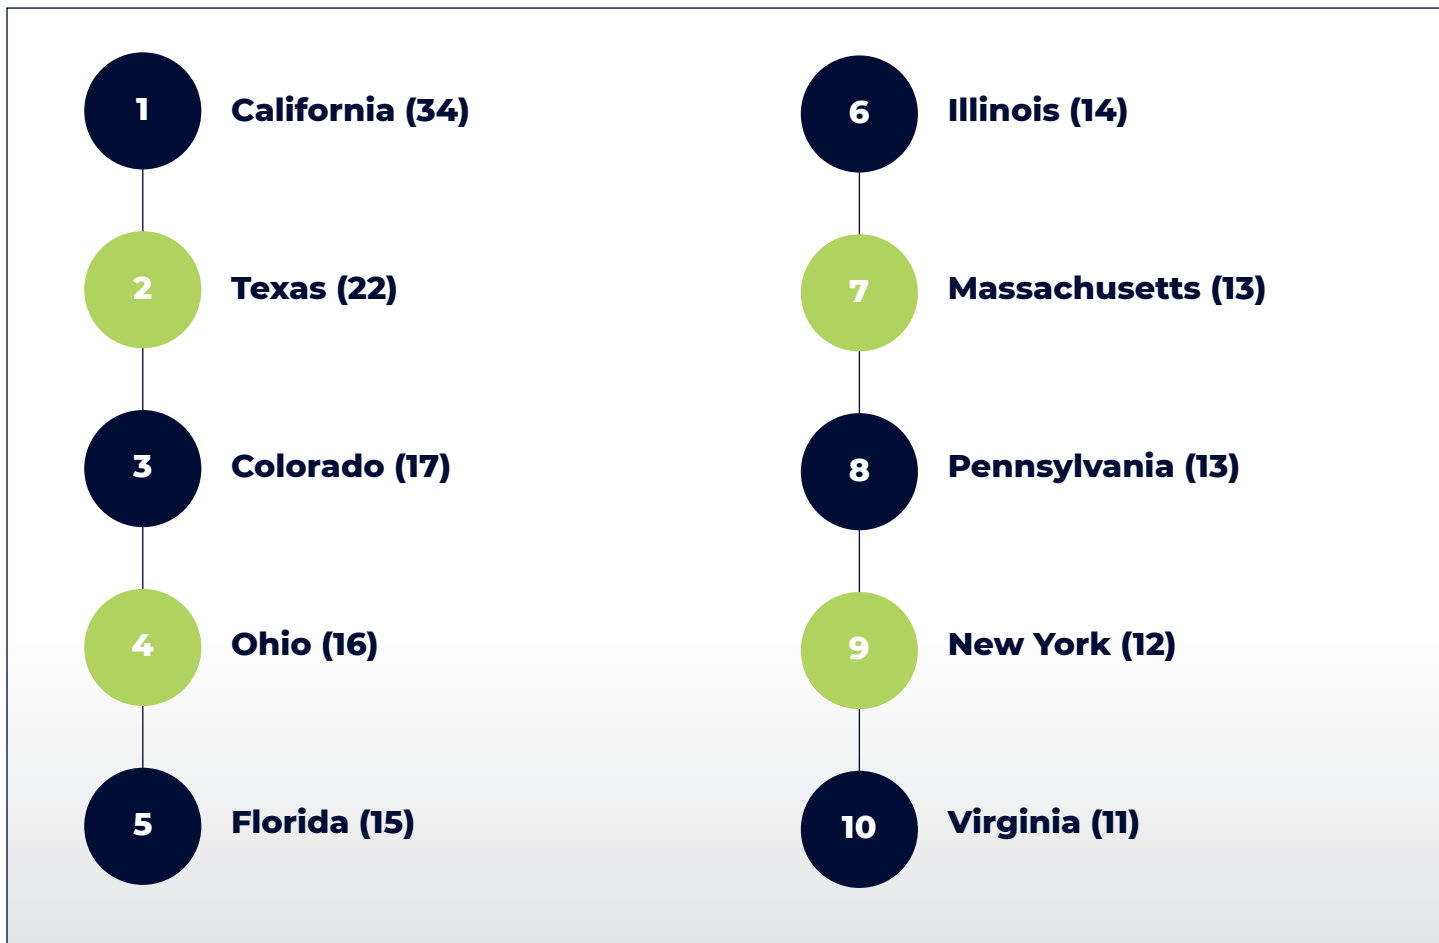 1 California (34)
2 Texas (22)
3 Colorado (17)
4 Ohio (16)
5 Florida (15)
6 Illinois (14)
7 Massachusetts (13)
8 Pennsylvania (13)
9 New York (12)
10 Virginia (11)